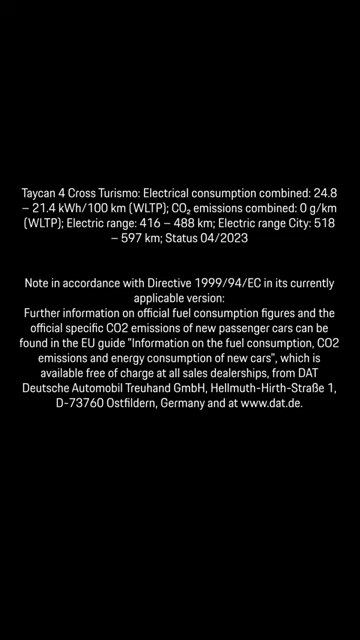 Taycan 4 Cross Turismo: Electrical consumption combined: 24.8
– 21.4 kWh/100 km (WLTP); CO₂ emissions combined: 0 g/km
(WLTP); Electric range: 416 – 488 km; Electric range City: 518
– 597 km; Status 04/2023
Note in accordance with Directive 1999/94/EC in its currently
applicable version:
Further information on official fuel consumption figures and the
official specific CO2 emissions of new passenger cars can be
found in the EU guide "Information on the fuel consumption, CO2
emissions and energy consumption of new cars", which is
available free of charge at all sales dealerships, from DAT
Deutsche Automobil Treuhand GmbH, Hellmuth-Hirth-Straße 1,
D-73760 Ostfildern, Germany and at www.dat.de.